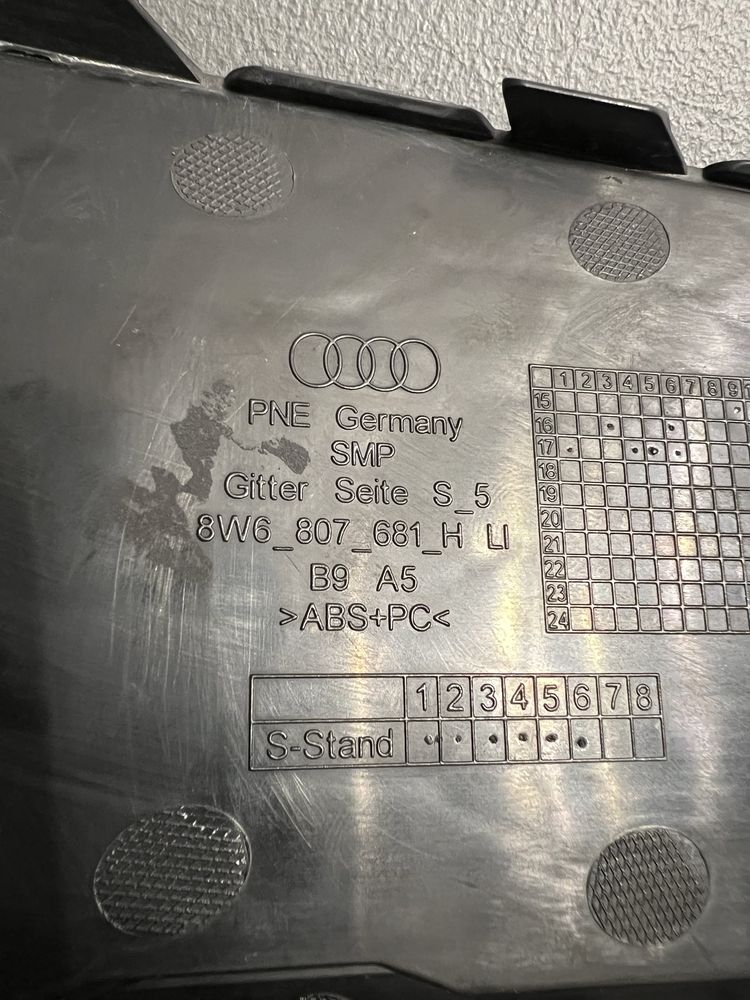 PNE Germany
SMP
Gitter Seite S_5
8W6_807_681_H LI
B9 A5
>ABS+PC<
1 2 3 4 5 6 7 8 9
15
16
17
18
19
20
21
22
23
24
1 2 3 4 5 6 7 8
S-Stand